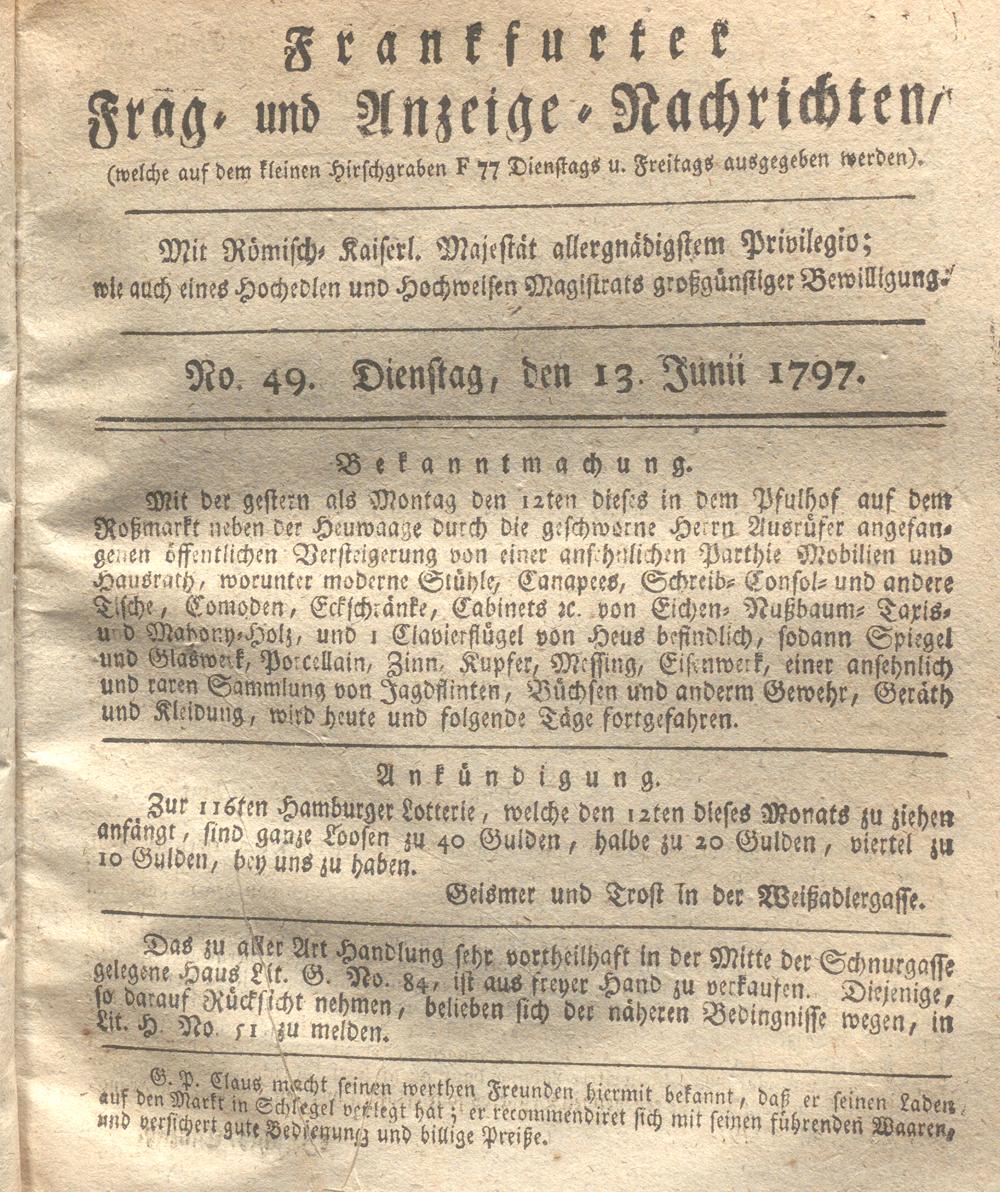 Frankfurter
Frag- und Anzeige-Nachrichten,
(welche auf dem kleinen Hirschgraben F 77 Dienstags u. Freitags ausgegeben werden).
Mit Römisch-Kaiserl. Majestät allergnädigstem Privilegio;
wie auch eines Hochedlen und Hochweisen Magistrats großgünstiger Bewilligung.
No. 49. Dienstag, den 13. Junii 1797.
Bekanntmachung.
Mit der gestern als Montag den 12ten dieses in dem Pfulhof auf dem
Roßmarkt neben der Heuwaage durch die geschworne Herrn Ausrüfer angefan-
genen öffentlichen Versteigerung von einer ansehnlichen Parthie Mobilien und
Hausrath, worunter moderne Stühle, Canapees, Schreib- Consol- und andere
Tische, Comoden, Eckschränke, Cabinets ꝛc. von Eichen- Nußbaum- Taxis-
und Mahony-Holz, und 1 Clavierflügel von Heus befindlich, sodann Spiegel
und Glaswerk, Porcellain, Zinn, Kupfer, Messing, Eisenwerk, einer ansehnlich
und raren Sammlung von Jagdflinten, Büchsen und anderm Gewehr, Geräth
und Kleidung, wird heute und folgende Täge fortgefahren.
Ankündigung.
Zur 116ten Hamburger Lotterie, welche den 12ten dieses Monats zu ziehen
anfängt, sind ganze Loosen zu 40 Gulden, halbe zu 20 Gulden, viertel zu
10 Gulden, bey uns zu haben.
Geismer und Trost in der Weißadlergasse.
Das zu aller Art Handlung sehr vortheilhaft in der Mitte der Schnurgasse
gelegene Haus Lit. G. No. 84, ist aus freyer Hand zu verkaufen. Diejenige,
so darauf Rücksicht nehmen, belieben sich der näheren Bedingnisse wegen, in
Lit. H. No. 51 zu melden.
G. P. Claus macht seinen werthen Freunden hiermit bekannt, daß er seinen Laden
auf den Markt in Schlegel verlegt hat; er recommendiret sich mit seinen führenden Waaren,
und versichert gute Bedienung und billige Preiße.